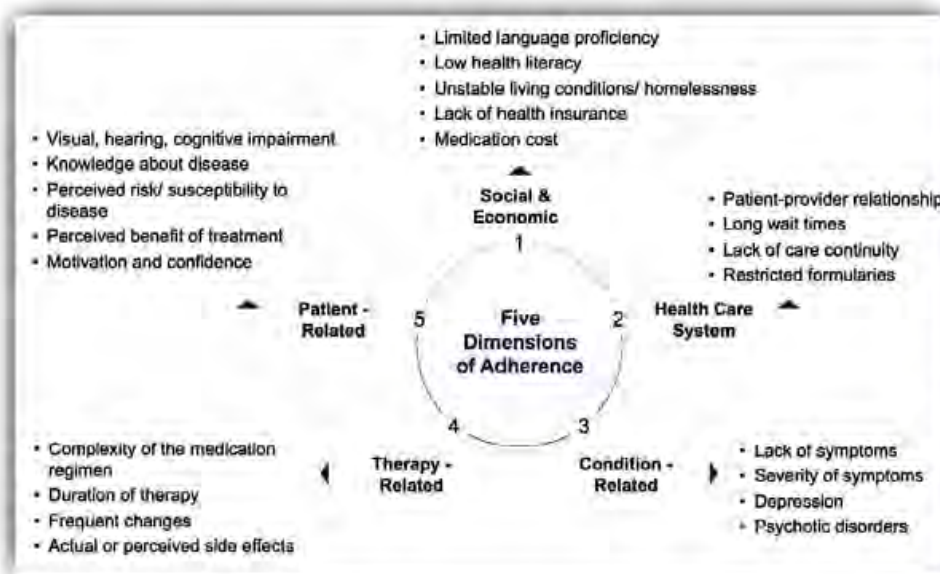 • Limited language proficiency
• Low health literacy
• Unstable living conditions/ homelessness
• Lack of health insurance
• Medication cost
Social &
Economic
1
• Patient-provider relationship
• Long wait times
• Lack of care continuity
• Restricted formularies
2
Health Care
System
• Lack of symptoms
• Severity of symptoms
• Depression
• Psychotic disorders
3
Condition -
Related
• Complexity of the medication
regimen
• Duration of therapy
• Frequent changes
• Actual or perceived side effects
4
Therapy -
Related
• Visual, hearing, cognitive impairment
• Knowledge about disease
• Perceived risk/ susceptibility to
disease
• Perceived benefit of treatment
• Motivation and confidence
Patient -
Related
5
Five
Dimensions
of Adherence